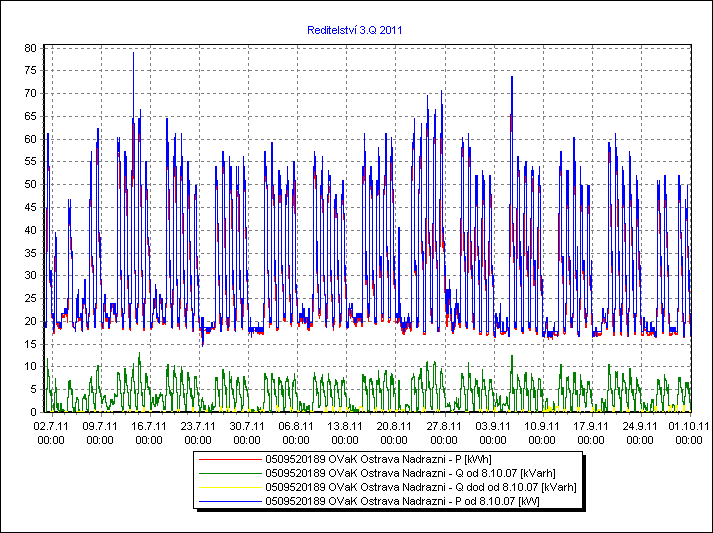 Reditelství 3.Q 2011
80
75
70
65
60
55
50
45
40
35
30
25
20
15
10
5
0
02.7.11 9.7.11 16.7.11 23.7.11 30.7.11 06.8.11 13.8.11 20.8.11 27.8.11 03.9.11 10.9.11 17.9.11 24.9.11 01.10.11
00:00 00:00 00:00 00:00 00:00 00:00 00:00 00:00 00:00 00:00 00:00 00:00 00:00 00:00
0509520189 OVaK Ostrava Nadrazni - P [kWh]
0509520189 OVaK Ostrava Nadrazni - Q od 8.10.07 [kVarh]
0509520189 OVaK Ostrava Nadrazni - Q dod od 8.10.07 [kVarh]
0509520189 OVaK Ostrava Nadrazni - P od 8.10.07 [kW]